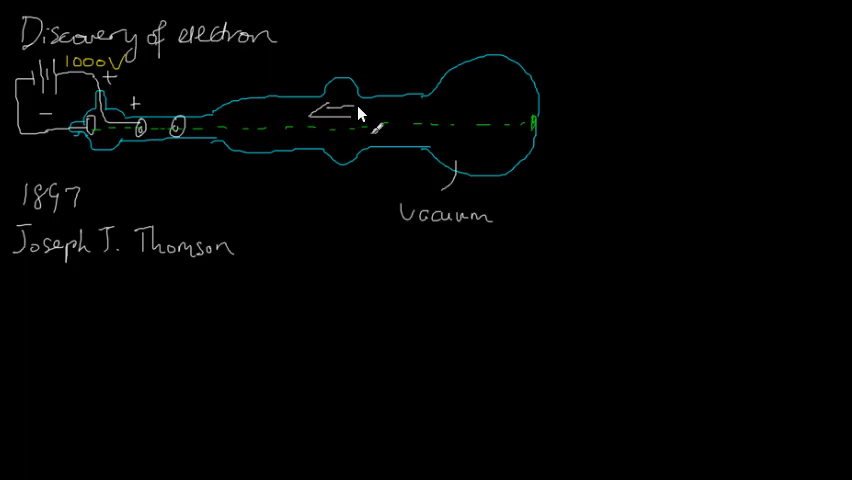 Discovery of electron
1000V
+
+
-
1897
Joseph J. Thomson
Vacuum